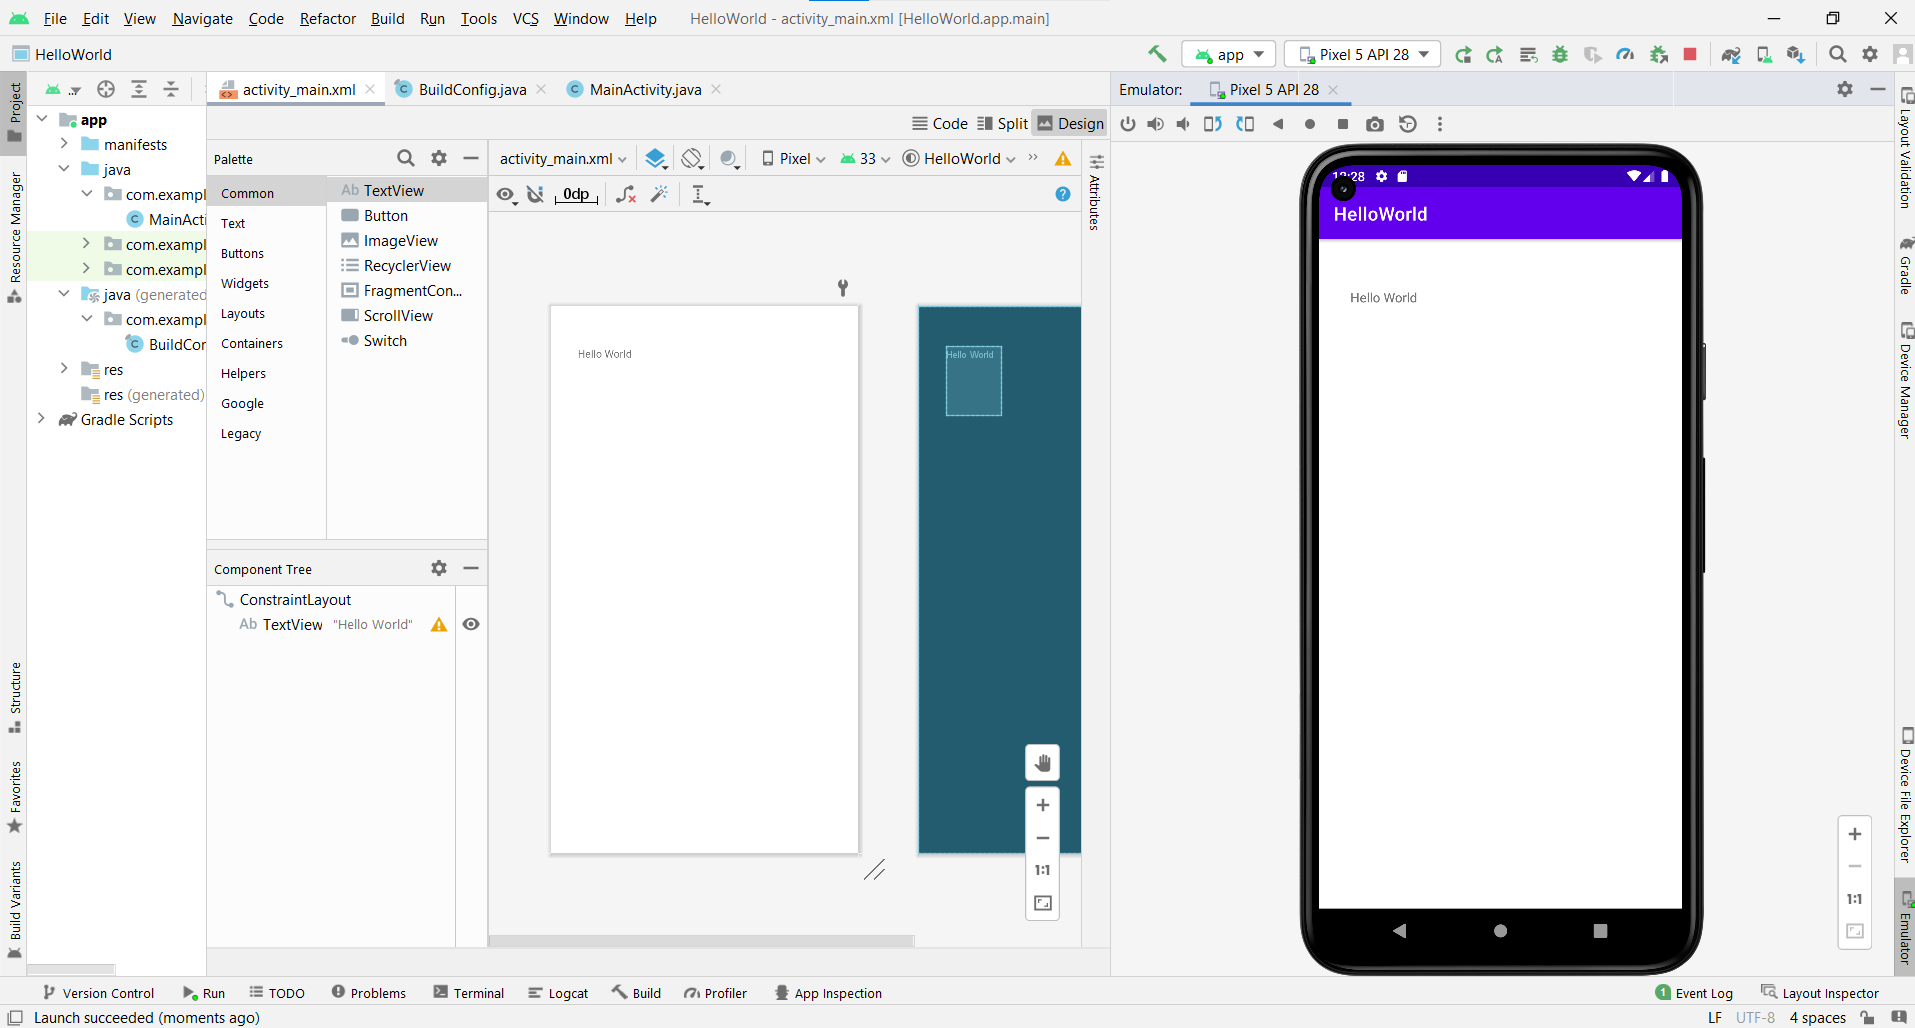 File Edit View Navigate Code Refactor Build Run Tools VCS Window Help HelloWorld - activity_main.xml [HelloWorld.app.main]
HelloWorld
app
Pixel 5 API 28
Project
Resource Manager
Structure
Favorites
Build Variants
activity_main.xml
BuildConfig.java
MainActivity.java
Code Split Design
app
manifests
java
com.exampl
MainActi
com.exampl
com.exampl
java (generated
com.exampl
BuildCor
res
res (generated)
Gradle Scripts
Palette
Common
Text
Buttons
Widgets
Layouts
Containers
Helpers
Google
Legacy
Ab TextView
Button
ImageView
RecyclerView
FragmentCon...
ScrollView
Switch
Component Tree
ConstraintLayout
Ab TextView "Hello World"
activity_main.xml
Pixel
33
HelloWorld
0dp
Hello World
Hello World
1:1
Attributes
Emulator: Pixel 5 API 28
HelloWorld
Hello World
1:1
Layout Validation
Gradle
Device Manager
Device File Explorer
Emulator
Version Control Run TODO Problems Terminal Logcat Build Profiler App Inspection
1 Event Log Layout Inspector
Launch succeeded (moments ago)
LF UTF-8 4 spaces